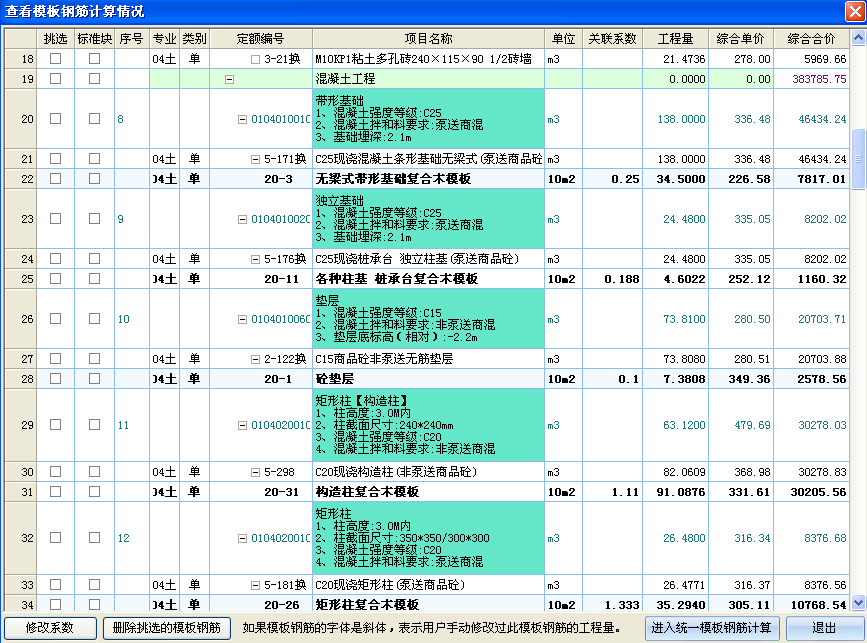 查看模板钢筋计算情况
挑选 标准块 序号 专业 类别 定额编号 项目名称 单位 关联系数 工程量 综合单价 综合合价
18 04土 单 3-21换 M10KP1粘土多孔砖240×115×90 1/2砖墙 m3 21.4736 278.00 5969.66
19 混凝土工程 0.0000 0.00 383785.75
20 8 0104010010 m3 138.0000 336.48 46434.24
带形基础
1、混凝土强度等级:C25
2、混凝土拌和料要求:泵送商混
3、基础埋深:2.1m
21 04土 单 5-171换 C25现浇混凝土条形基础无梁式(泵送商品砼 m3 138.0000 336.48 46434.24
22 04土 单 20-3 无梁式带形基础复合木模板 10m2 0.25 34.5000 226.58 7817.01
23 9 0104010020 m3 24.4800 335.05 8202.02
独立基础
1、混凝土强度等级:C25
2、混凝土拌和料要求:泵送商混
3、基础埋深:2.1m
24 04土 单 5-176换 C25现浇桩承台 独立柱基(泵送商品砼) m3 24.4800 335.05 8202.02
25 04土 单 20-11 各种柱基 桩承台复合木模板 10m2 0.188 4.6022 252.12 1160.32
26 10 0104010060 m3 73.8100 280.50 20703.71
垫层
1、混凝土强度等级:C15
2、混凝土拌和料要求:非泵送商混
3、垫层底标高(相对):-2.2m
27 04土 单 2-122换 C15商品砼非泵送无筋垫层 m3 73.8080 280.51 20703.88
28 04土 单 20-1 砼垫层 10m2 0.1 7.3808 349.36 2578.56
29 11 0104020010 m3 63.1200 479.69 30278.03
矩形柱【构造柱】
1、柱高度:3.0M内
2、柱截面尺寸:240*240mm
3、混凝土强度等级:C20
4、混凝土拌和料要求:非泵送商混
30 04土 单 5-298 C20现浇构造柱(非泵送商品砼) m3 82.0609 368.98 30278.83
31 04土 单 20-31 构造柱复合木模板 10m2 1.11 91.0876 331.61 30205.56
32 12 0104020010 m3 26.4800 316.34 8376.68
矩形柱
1、柱高度:3.0M内
2、柱截面尺寸:350*350/300*300
3、混凝土强度等级:C20
4、混凝土拌和料要求:泵送商混
33 04土 单 5-181换 C20现浇矩形柱(泵送商品砼) m3 26.4771 316.37 8376.56
34 04土 单 20-26 矩形柱复合木模板 10m2 1.333 35.2940 305.11 10768.54
修改系数 删除挑选的模板钢筋 如果模板钢筋的字体是斜体，表示用户手动修改过此模板钢筋的工程量。 进入统一模板钢筋计算 退出